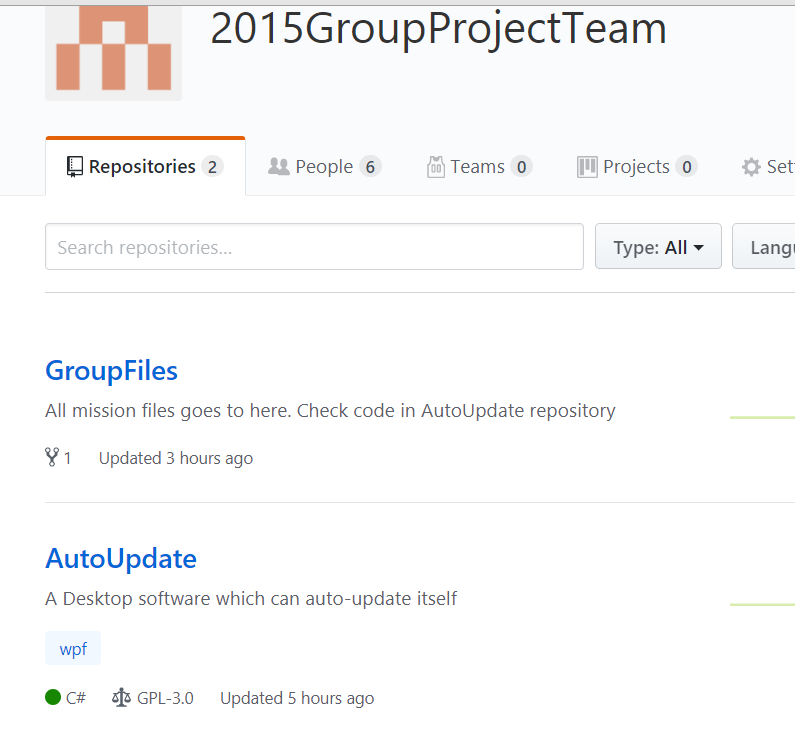 2015GroupProjectTeam
Repositories 2 People 6 Teams 0 Projects 0
Search repositories... Type: All
GroupFiles
All mission files goes to here. Check code in AutoUpdate repository
1 Updated 3 hours ago
AutoUpdate
A Desktop software which can auto-update itself
wpf
C# GPL-3.0 Updated 5 hours ago